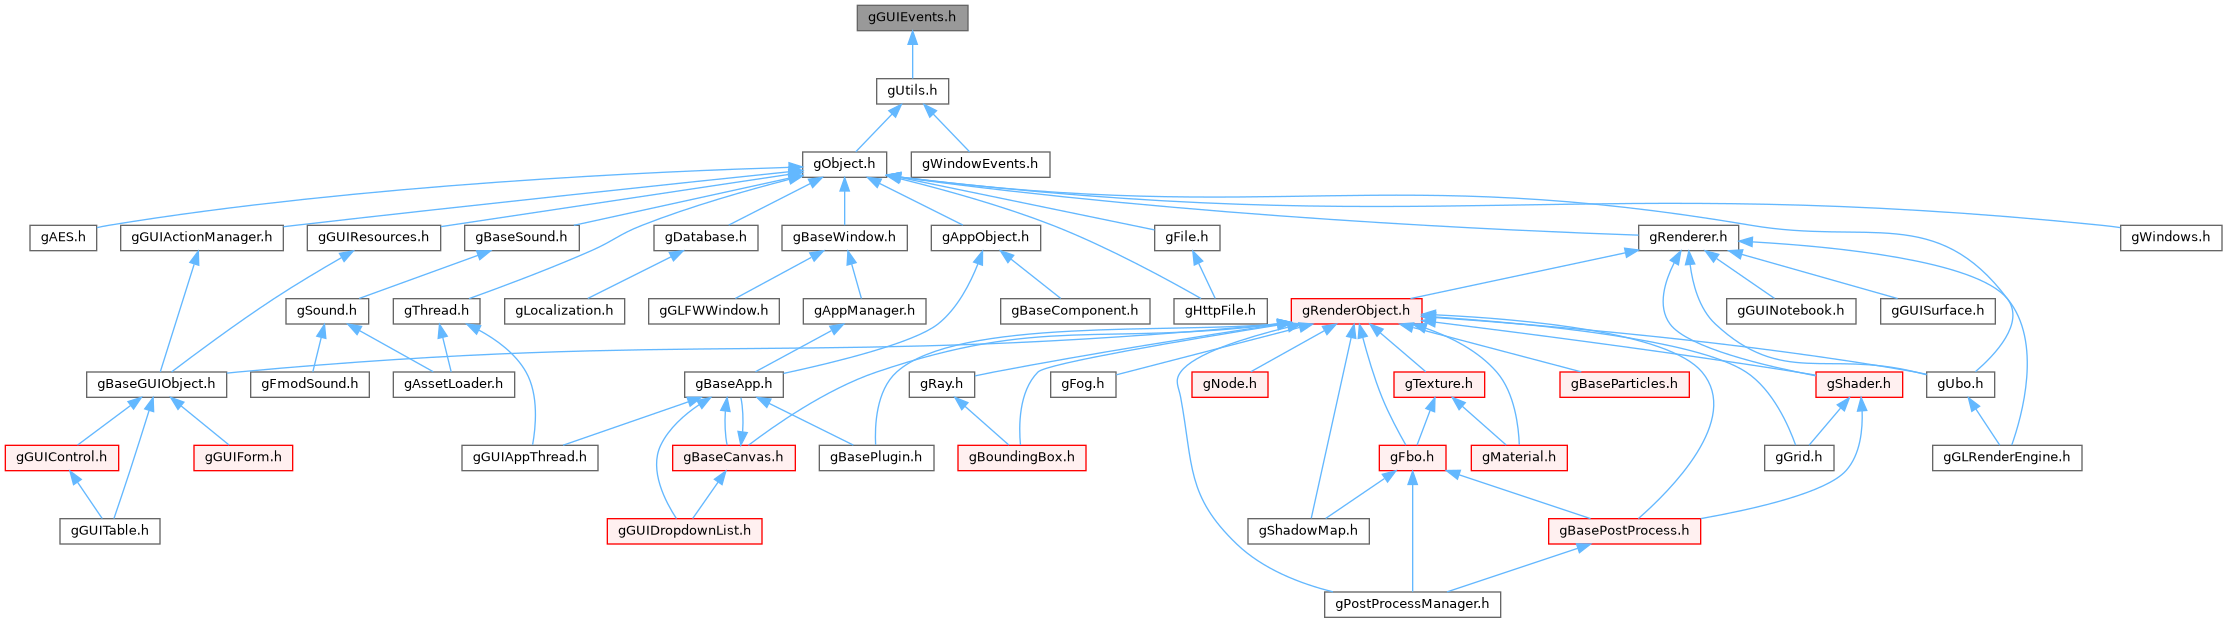 gGUIEvents.h
gUtils.h
gObject.h
gWindowEvents.h
gAES.h
gGUIActionManager.h
gGUIResources.h
gBaseSound.h
gDatabase.h
gBaseWindow.h
gAppObject.h
gFile.h
gRenderer.h
gWindows.h
gSound.h
gThread.h
gLocalization.h
gGLFWWindow.h
gAppManager.h
gBaseComponent.h
gHttpFile.h
gRenderObject.h
gGUINotebook.h
gGUISurface.h
gBaseGUIObject.h
gFmodSound.h
gAssetLoader.h
gBaseApp.h
gRay.h
gFog.h
gNode.h
gTexture.h
gBaseParticles.h
gShader.h
gUbo.h
gGUIControl.h
gGUIForm.h
gGUIAppThread.h
gBaseCanvas.h
gBasePlugin.h
gBoundingBox.h
gFbo.h
gMaterial.h
gGrid.h
gGLRenderEngine.h
gGUITable.h
gGUIDropdownList.h
gShadowMap.h
gBasePostProcess.h
gPostProcessManager.h